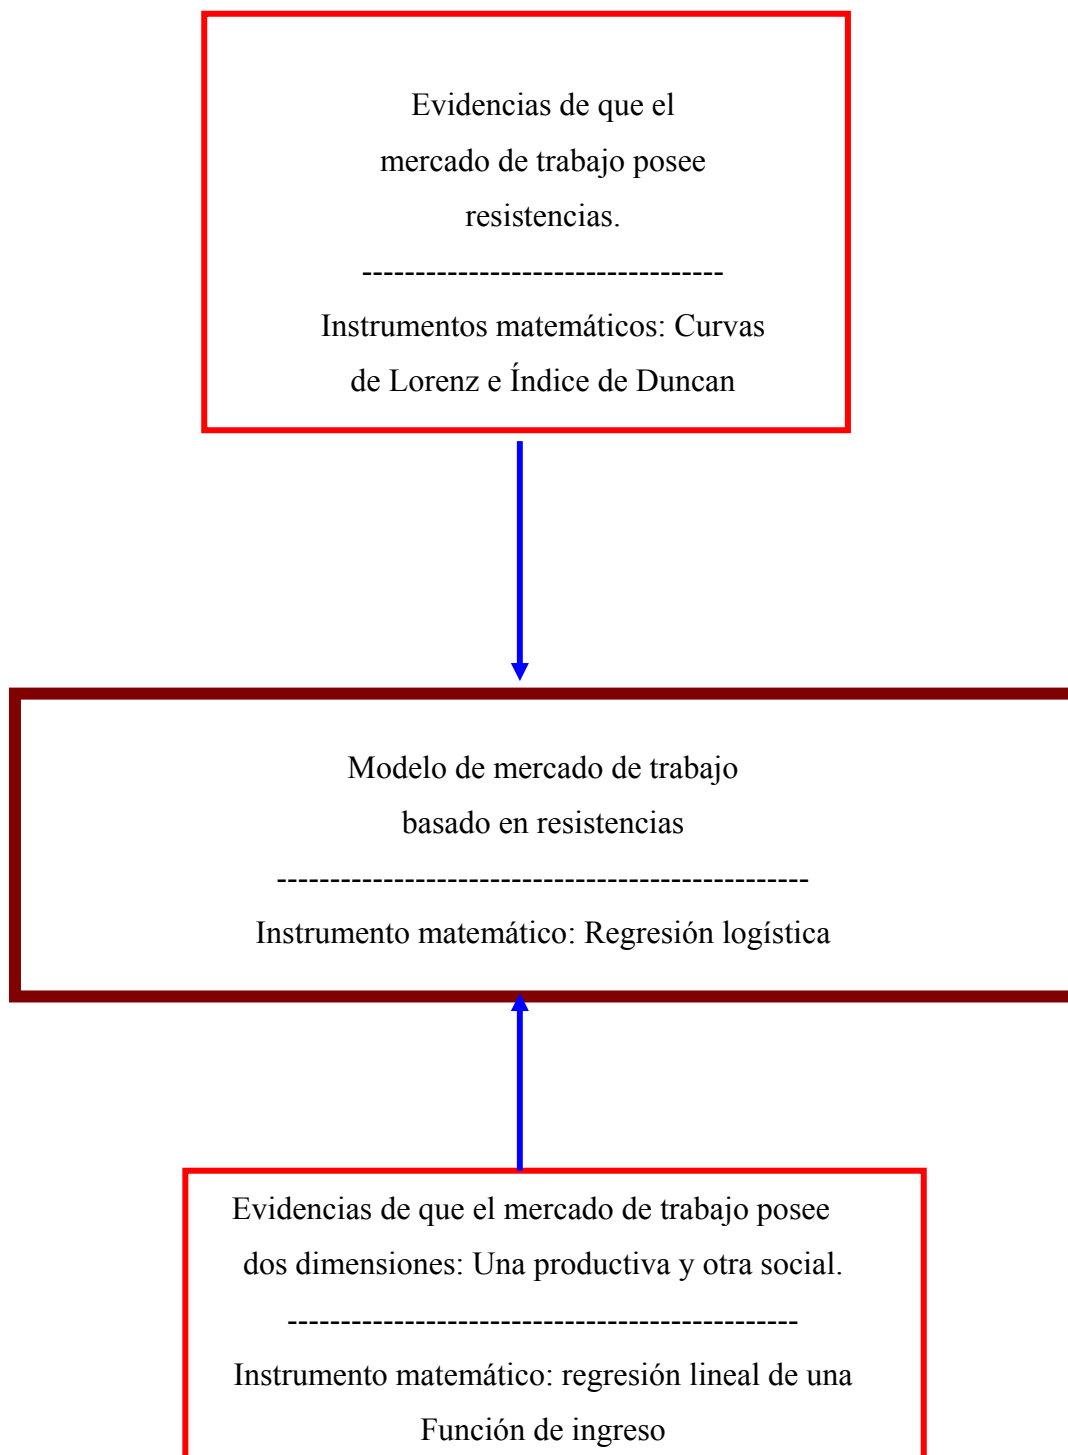 Evidencias de que el
mercado de trabajo posee
resistencias.
----------------------------------
Instrumentos matemáticos: Curvas
de Lorenz e Índice de Duncan
Modelo de mercado de trabajo
basado en resistencias
--------------------------------------------------
Instrumento matemático: Regresión logística
Evidencias de que el mercado de trabajo posee
dos dimensiones: Una productiva y otra social.
------------------------------------------------
Instrumento matemático: regresión lineal de una
Función de ingreso